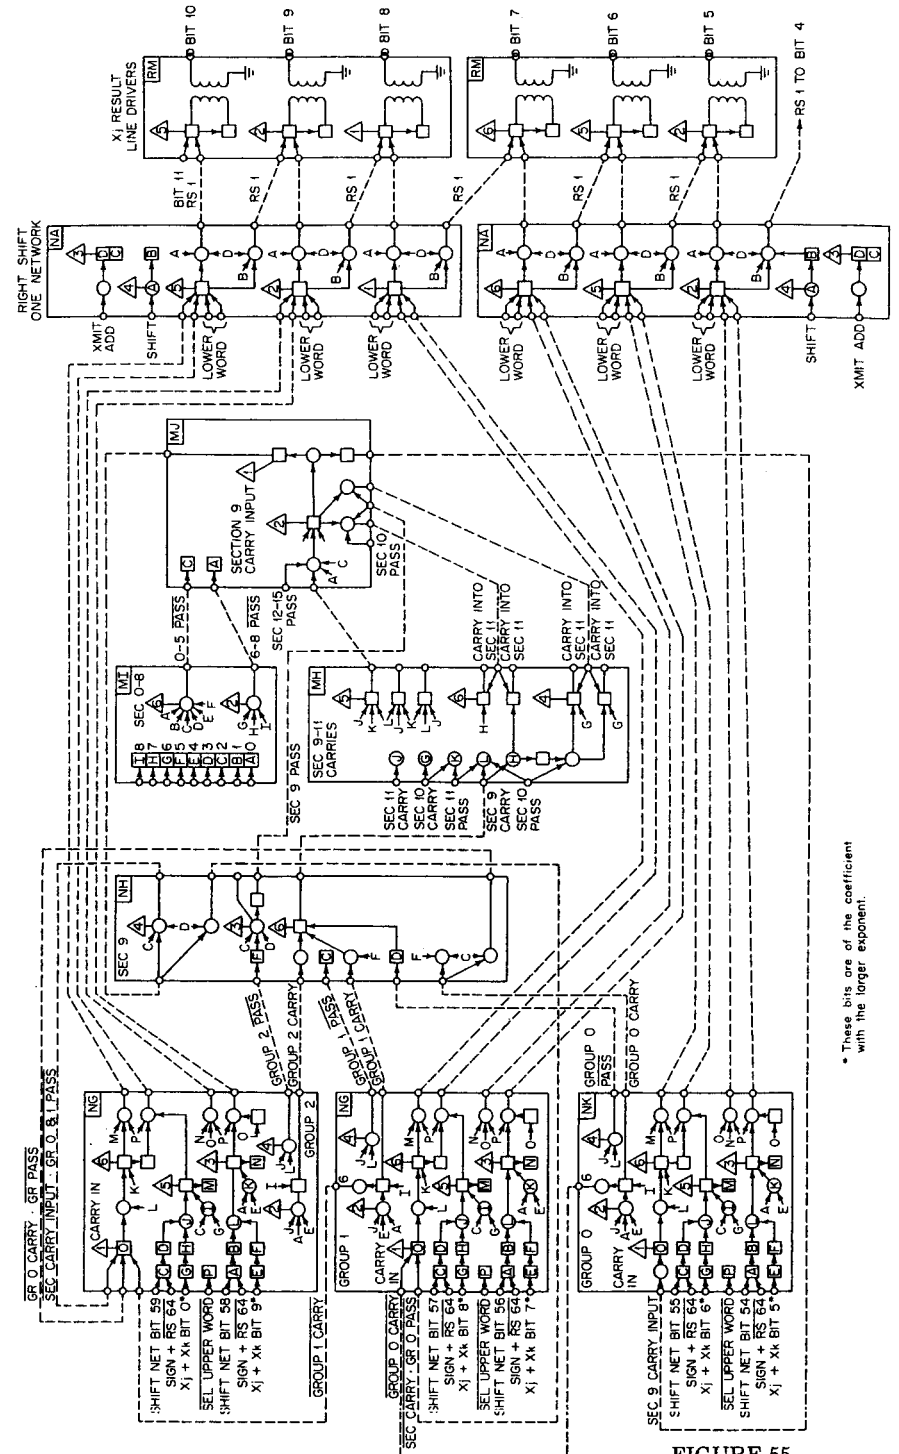 RIGHT SHIFT
ONE NETWORK
Xj RESULT
LINE DRIVERS
RM
BIT 10
BIT 9
BIT 8
BIT 11
RS 1
RS 1
RS 1
RS 1
RM
BIT 7
BIT 6
BIT 5
RS 1
RS 1
RS 1 TO BIT 4
NA
XMIT
ADD
SHIFT
LOWER
WORD
LOWER
WORD
LOWER
WORD
NA
LOWER
WORD
LOWER
WORD
LOWER
WORD
SHIFT
XMIT ADD
MJ
SECTION 9
CARRY INPUT
0-5 PASS
6-8 PASS
SEC 12-15
PASS
SEC 10
PASS
MI
SEC 0-8
I 8
H 7
G 6
F 5
E 4
D 3
C 2
B 1
A 0
SEC 9 PASS
MH
SEC 9-11
CARRIES
SEC 11
CARRY
SEC 10
CARRY
SEC 11
PASS
SEC 9
CARRY
SEC 10
PASS
CARRY INTO
SEC 11
CARRY INTO
SEC 11
CARRY INTO
SEC 11
CARRY INTO
SEC 11
NH
SEC 9
GROUP 2 PASS
GROUP 2 CARRY
GROUP 1 PASS
GROUP 1 CARRY
GROUP 0
PASS
GROUP 0 CARRY
GR 0 CARRY · GR PASS
SEC CARRY INPUT · GR 0 & 1 PASS
NG
CARRY IN
GROUP 2
SHIFT NET BIT 59
SIGN + RS 64
Xj + Xk BIT 0*
SEL UPPER WORD
SHIFT NET BIT 58
SIGN + RS 64
Xj + Xk BIT 9*
GROUP 1 CARRY
NG
GROUP 1
CARRY
IN
GROUP 0 CARRY
SEC CARRY · GR 0 PASS
SHIFT NET BIT 57
SIGN + RS 64
Xj + Xk BIT 8*
SEL UPPER WORD
SHIFT NET BIT 56
SIGN + RS 64
Xj + Xk BIT 7*
NK
GROUP 0
CARRY
IN
SEC 9 CARRY INPUT
SHIFT NET BIT 55
SIGN + RS 64
Xj + Xk BIT 6*
SEL UPPER WORD
SHIFT NET BIT 54
SIGN + RS 64
Xj + Xk BIT 5*
* These bits are of the coefficient
with the larger exponent.
FIGURE 55